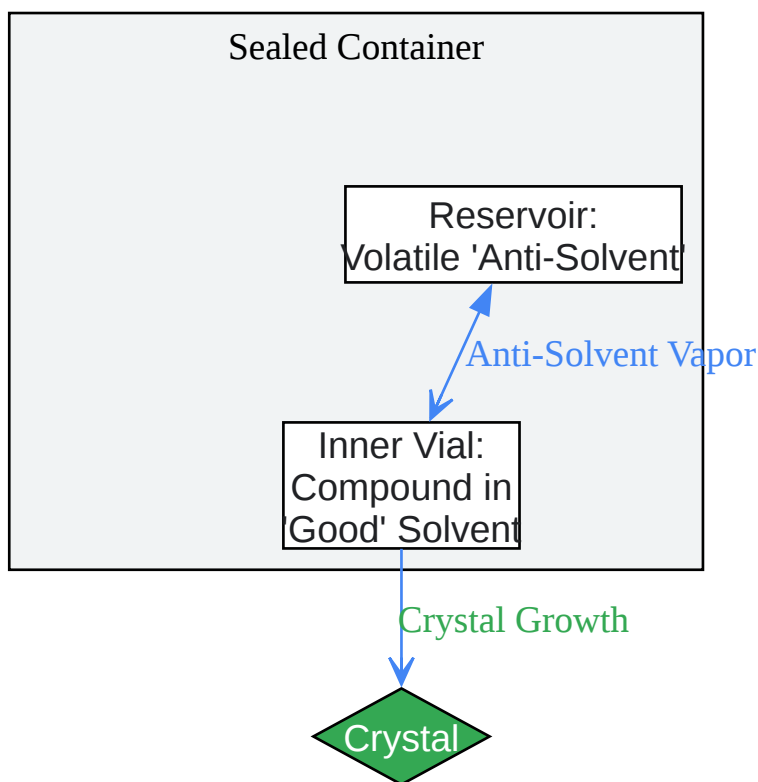 Sealed Container
Reservoir:
Volatile 'Anti-Solvent'
Anti-Solvent Vapor
Inner Vial:
Compound in
'Good' Solvent
Crystal Growth
Crystal